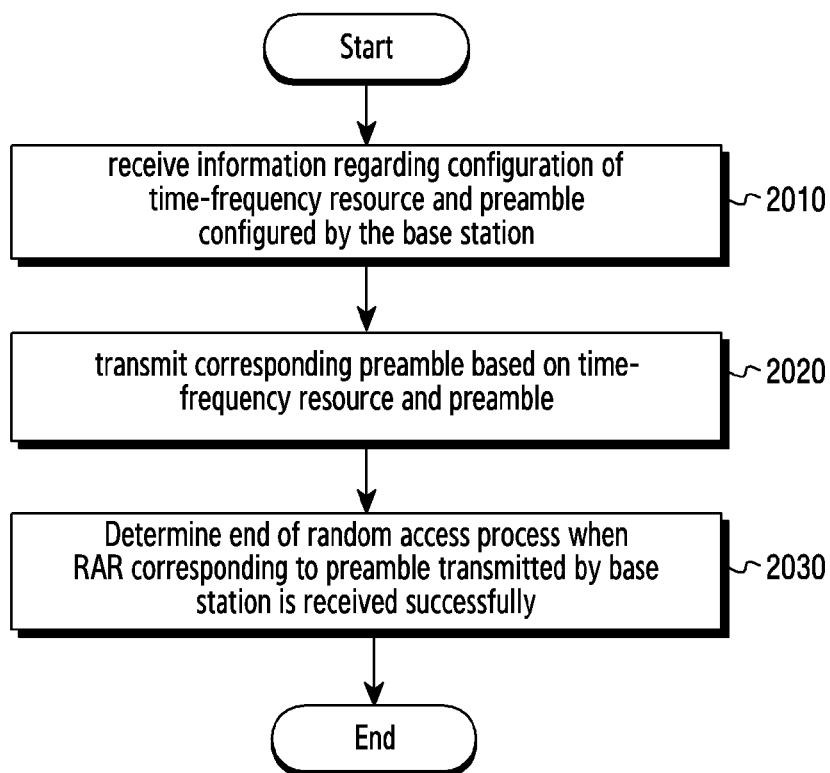 Start
receive information regarding configuration of
time-frequency resource and preamble
configured by the base station
2010
transmit corresponding preamble based on time-
frequency resource and preamble
2020
Determine end of random access process when
RAR corresponding to preamble transmitted by base
station is received successfully
2030
End